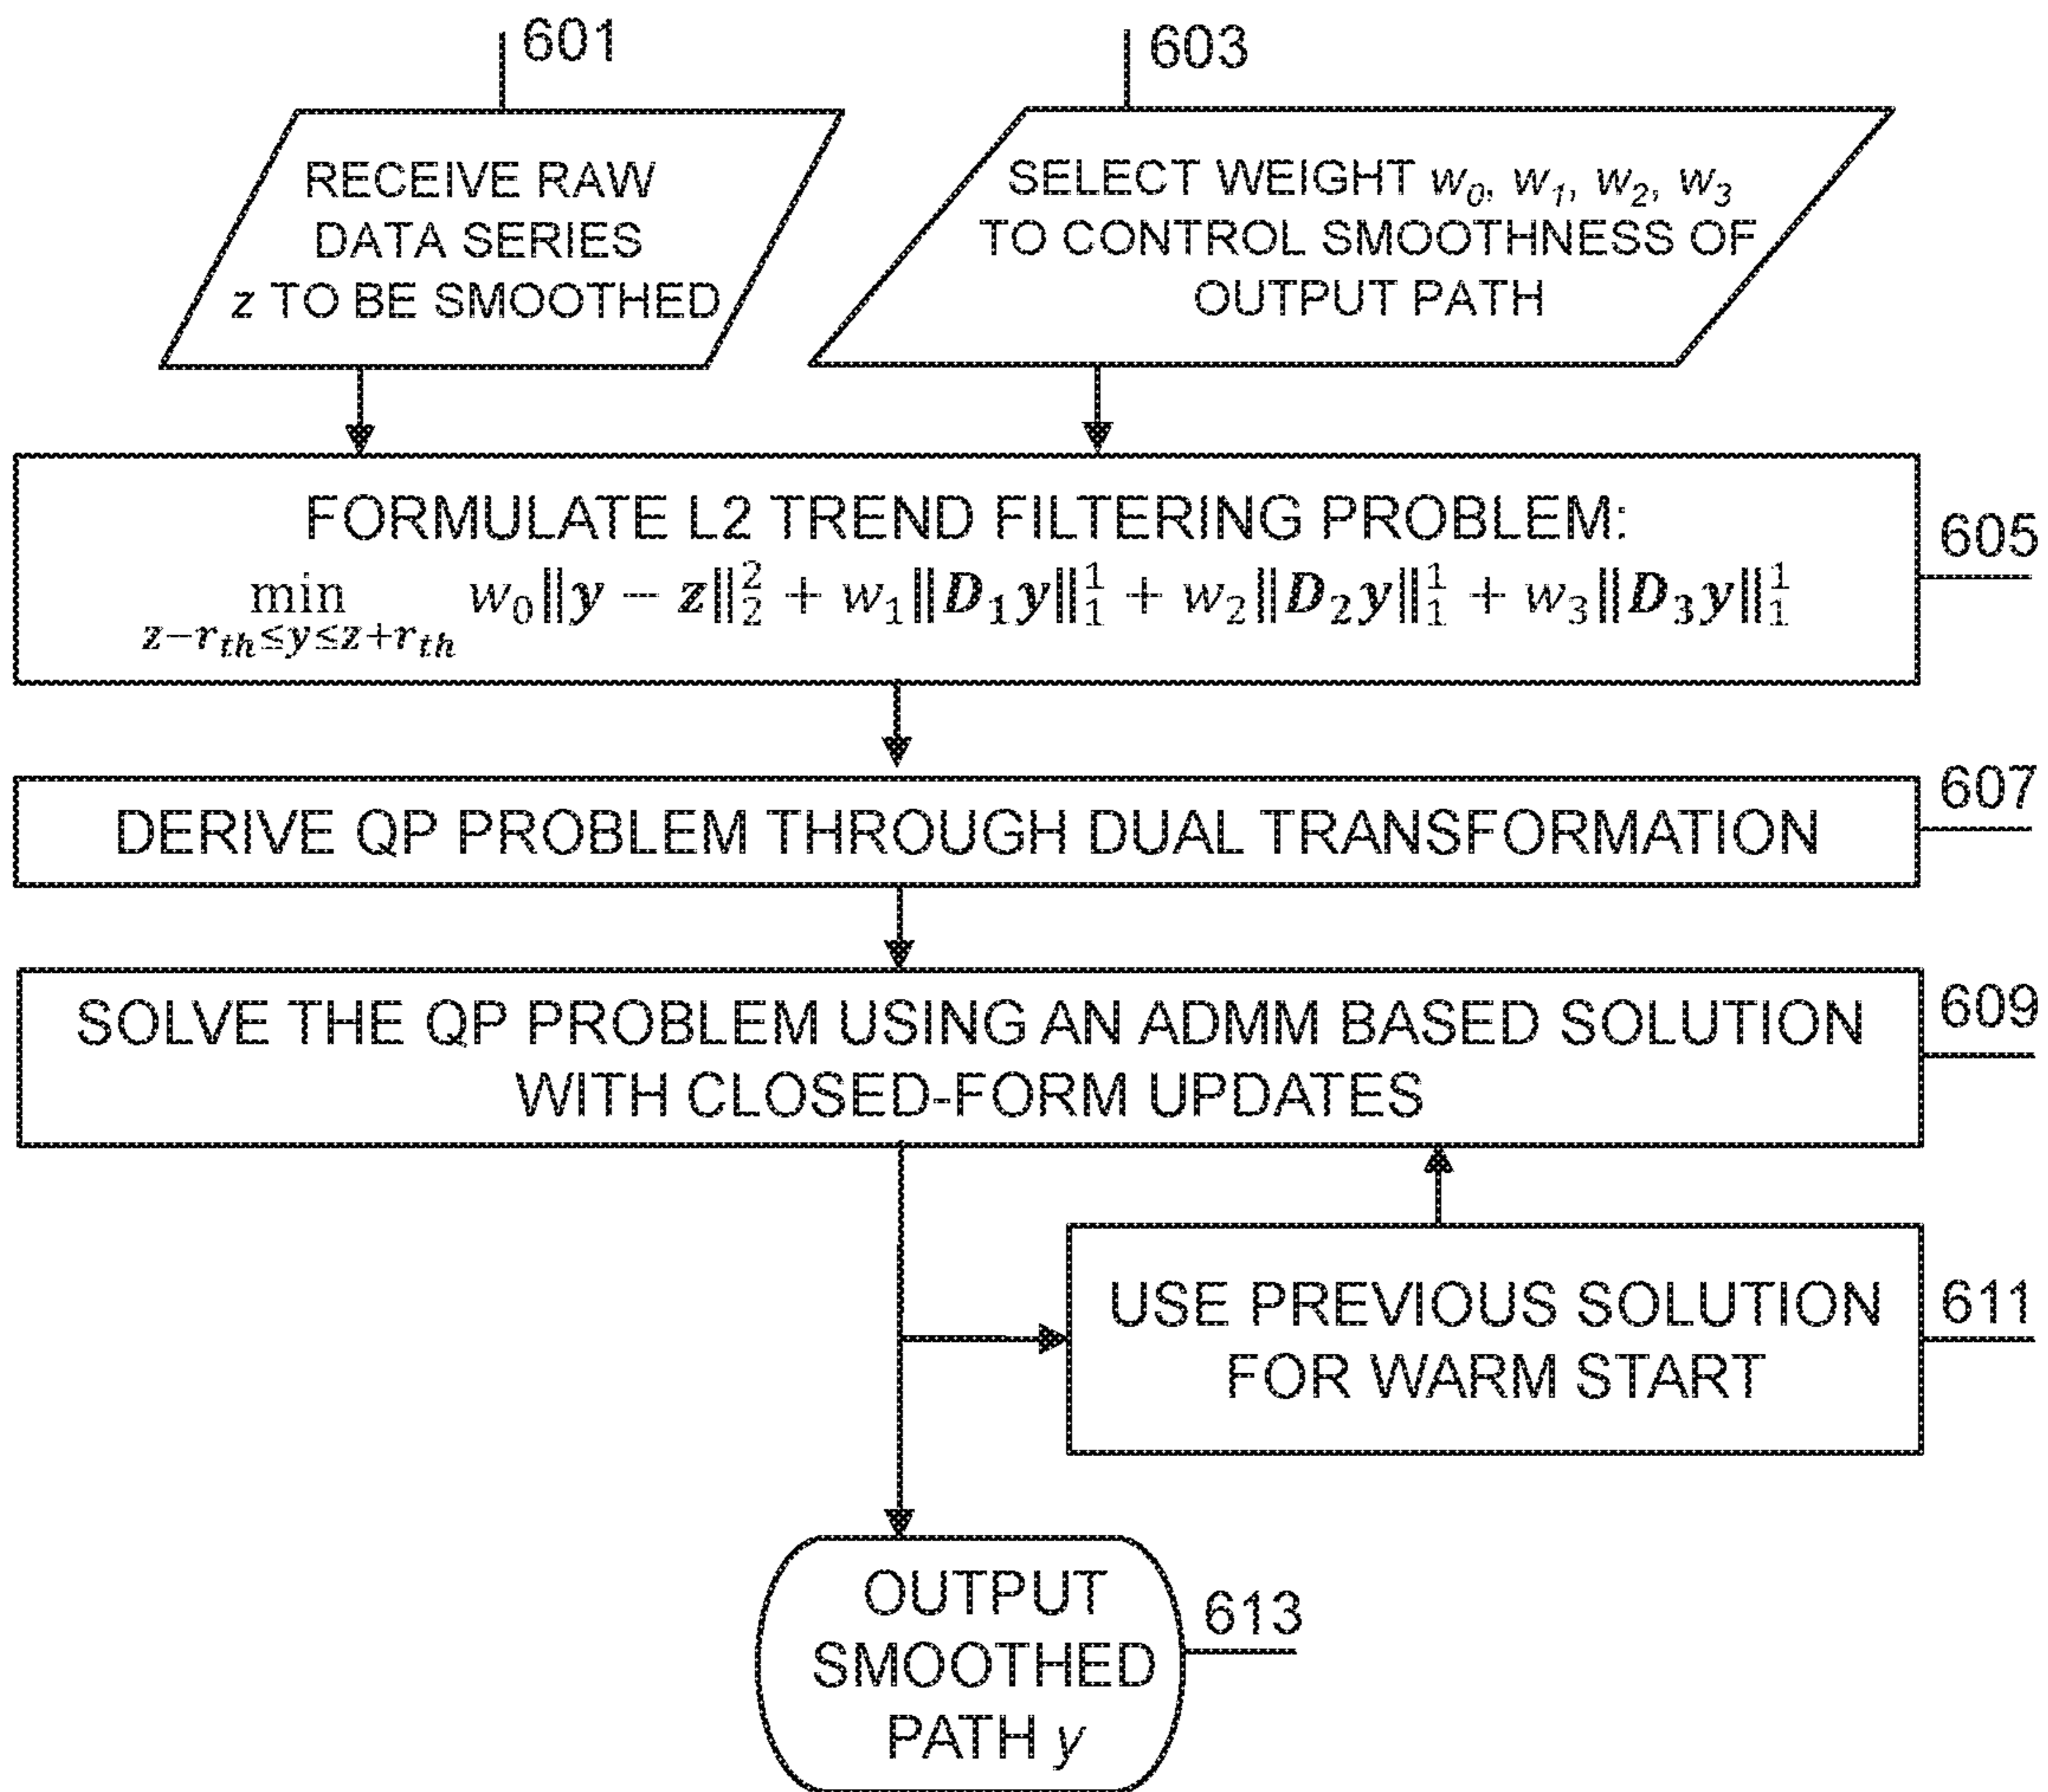 601
603
RECEIVE RAW
DATA SERIES
z TO BE SMOOTHED
SELECT WEIGHT w₀, w₁, w₂, w₃
TO CONTROL SMOOTHNESS OF
OUTPUT PATH
FORMULATE L2 TREND FILTERING PROBLEM:
min w₀‖y − z‖₂² + w₁‖D₁y‖₁¹ + w₂‖D₂y‖₁¹ + w₃‖D₃y‖₁¹
z−r_th≤y≤z+r_th
605
DERIVE QP PROBLEM THROUGH DUAL TRANSFORMATION
607
SOLVE THE QP PROBLEM USING AN ADMM BASED SOLUTION
WITH CLOSED-FORM UPDATES
609
USE PREVIOUS SOLUTION
FOR WARM START
611
OUTPUT
SMOOTHED
PATH y
613